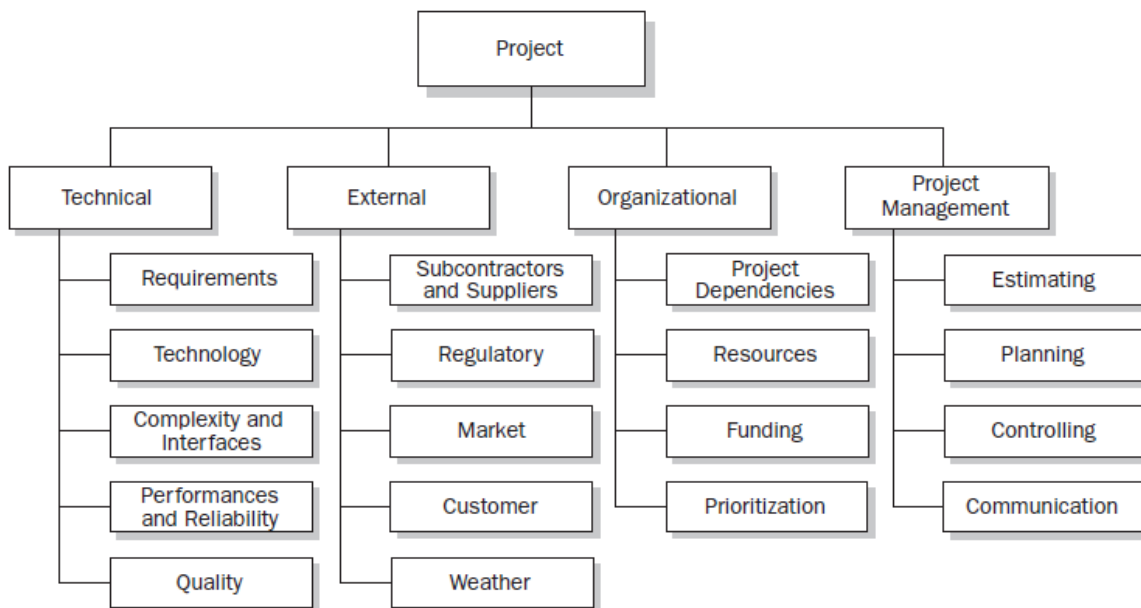 Project
Technical
External
Organizational
Project
Management
Requirements
Subcontractors
and Suppliers
Project
Dependencies
Estimating
Technology
Regulatory
Resources
Planning
Complexity and
Interfaces
Market
Funding
Controlling
Performances
and Reliability
Customer
Prioritization
Communication
Quality
Weather